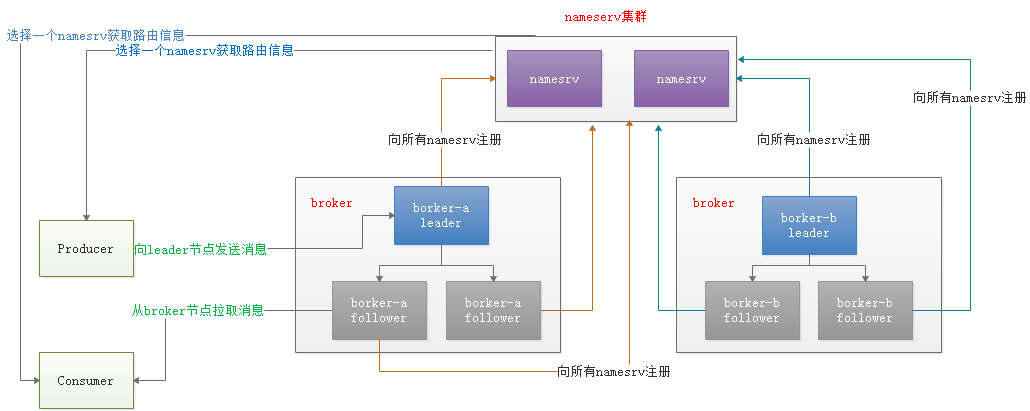 nameserv集群
选择一个namesrv获取路由信息
选择一个namesrv获取路由信息
namesrv
namesrv
向所有namesrv注册
向所有namesrv注册
向所有namesrv注册
broker
borker-a
leader
broker
borker-b
leader
Producer
向leader节点发送消息
borker-a
follower
borker-a
follower
borker-b
follower
borker-b
follower
从broker节点拉取消息
向所有namesrv注册
Consumer